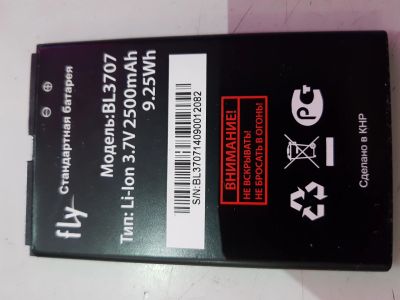 fly
Стандартная батарея
Модель:BL3707
Тип: Li-Ion 3.7V 2500mAh
9.25Wh
S/N:BL370714090012082
ВНИМАНИЕ!
НЕ ВСКРЫВАТЬ!
НЕ БРОСАТЬ В ОГОНЬ!
Сделано в КНР